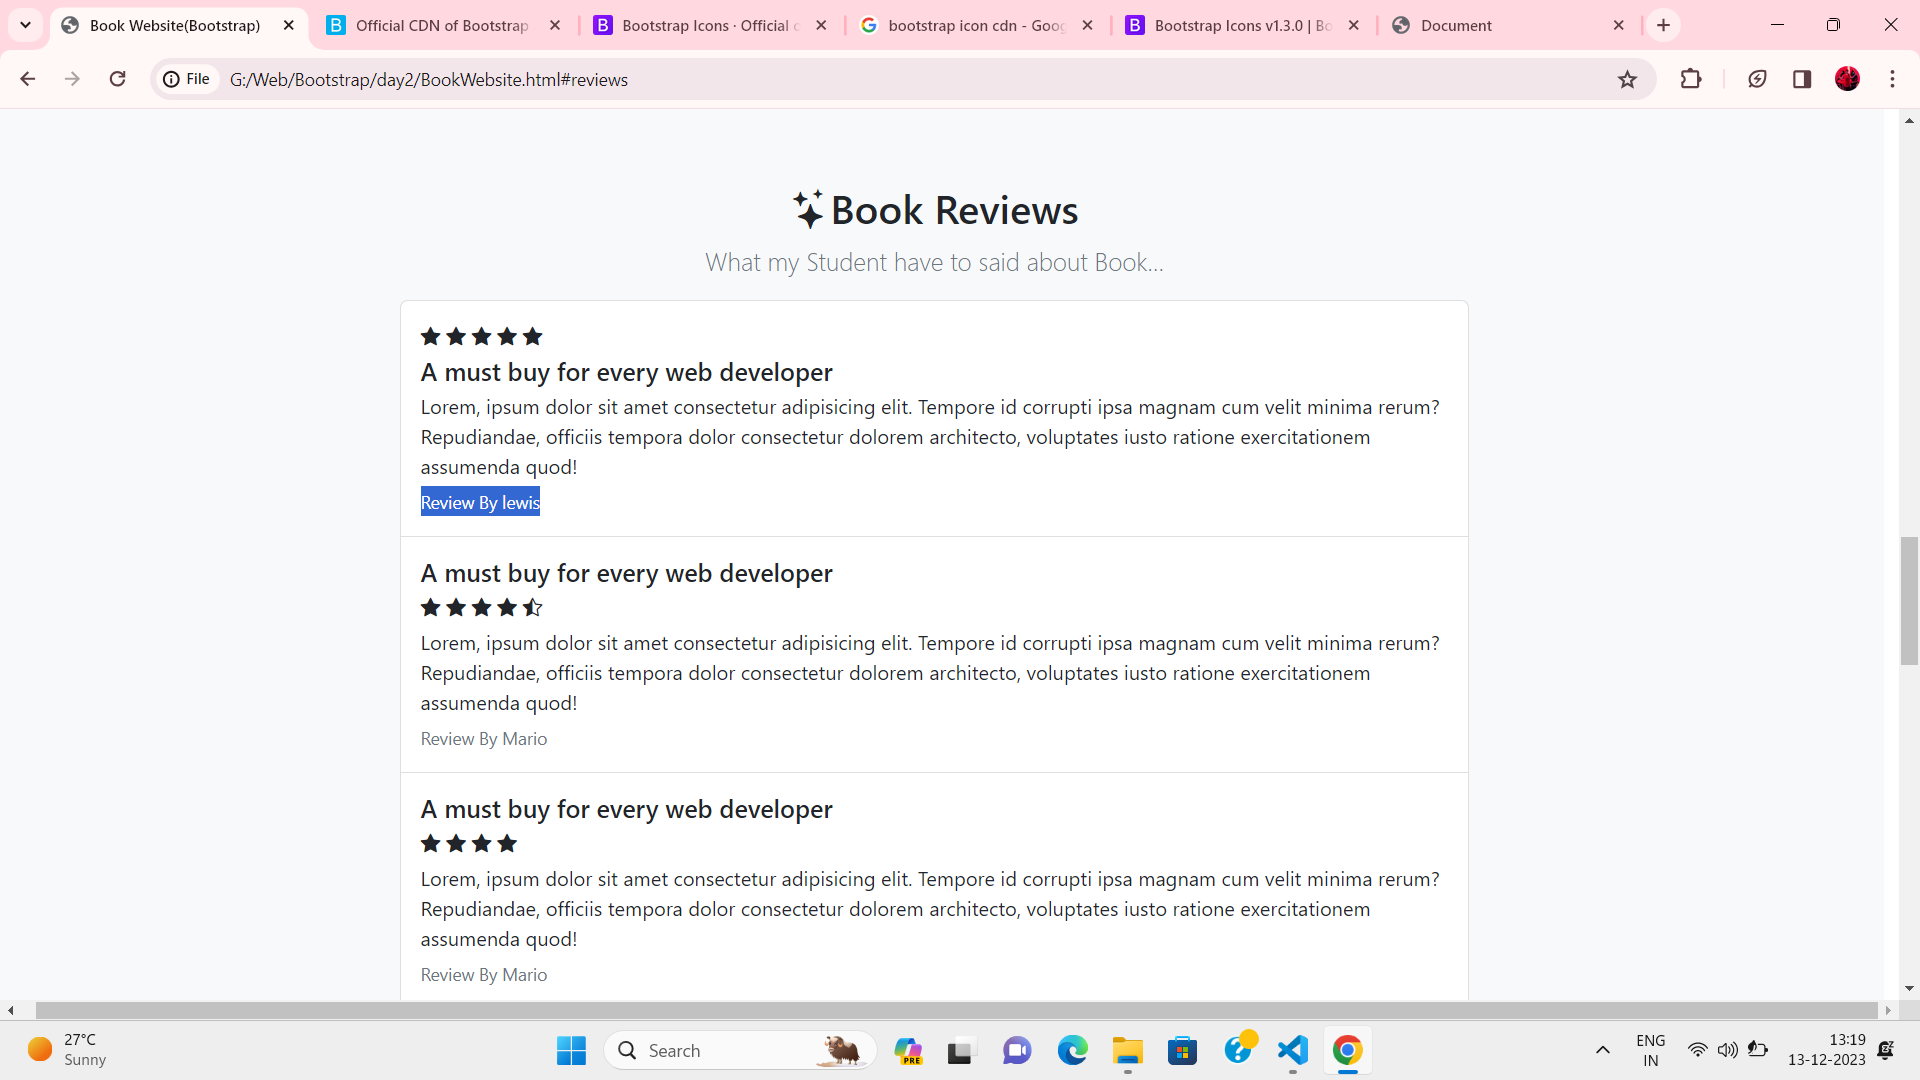 Book Website(Bootstrap)
Official CDN of Bootstrap
Bootstrap Icons · Official o
bootstrap icon cdn - Goog
Bootstrap Icons v1.3.0 | Bo
Document
File
G:/Web/Bootstrap/day2/BookWebsite.html#reviews
Book Reviews
What my Student have to said about Book...
A must buy for every web developer
Lorem, ipsum dolor sit amet consectetur adipisicing elit. Tempore id corrupti ipsa magnam cum velit minima rerum?
Repudiandae, officiis tempora dolor consectetur dolorem architecto, voluptates iusto ratione exercitationem
assumenda quod!
Review By lewis
A must buy for every web developer
Lorem, ipsum dolor sit amet consectetur adipisicing elit. Tempore id corrupti ipsa magnam cum velit minima rerum?
Repudiandae, officiis tempora dolor consectetur dolorem architecto, voluptates iusto ratione exercitationem
assumenda quod!
Review By Mario
A must buy for every web developer
Lorem, ipsum dolor sit amet consectetur adipisicing elit. Tempore id corrupti ipsa magnam cum velit minima rerum?
Repudiandae, officiis tempora dolor consectetur dolorem architecto, voluptates iusto ratione exercitationem
assumenda quod!
Review By Mario
27°C
Sunny
Search
PRE
ENG
IN
13:19
13-12-2023